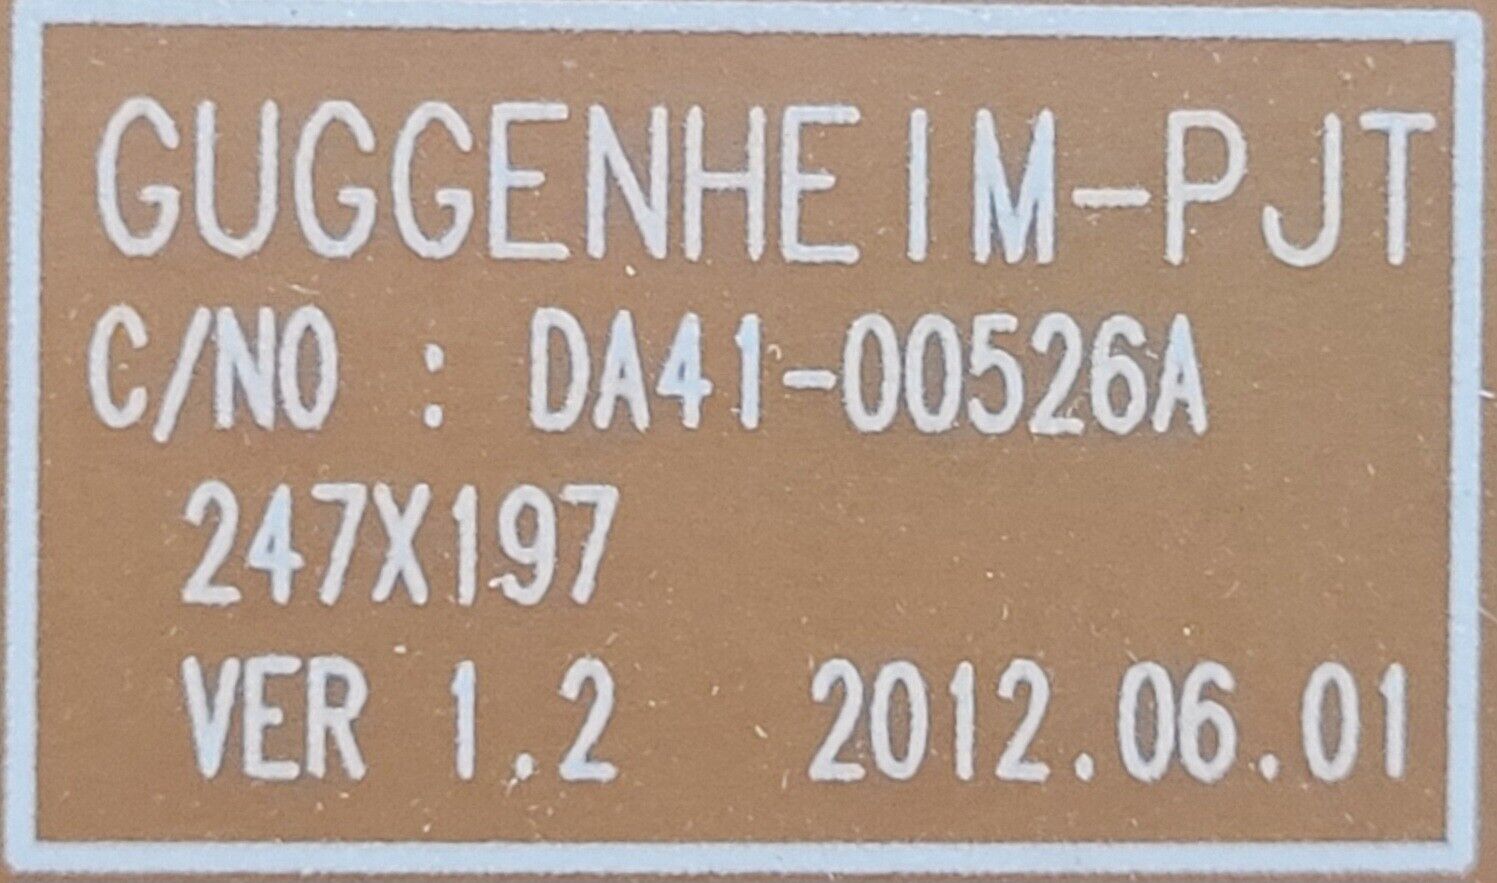 GUGGENHEIM-PJT
C/NO : DA41-00526A
247X197
VER 1.2 2012.06.01